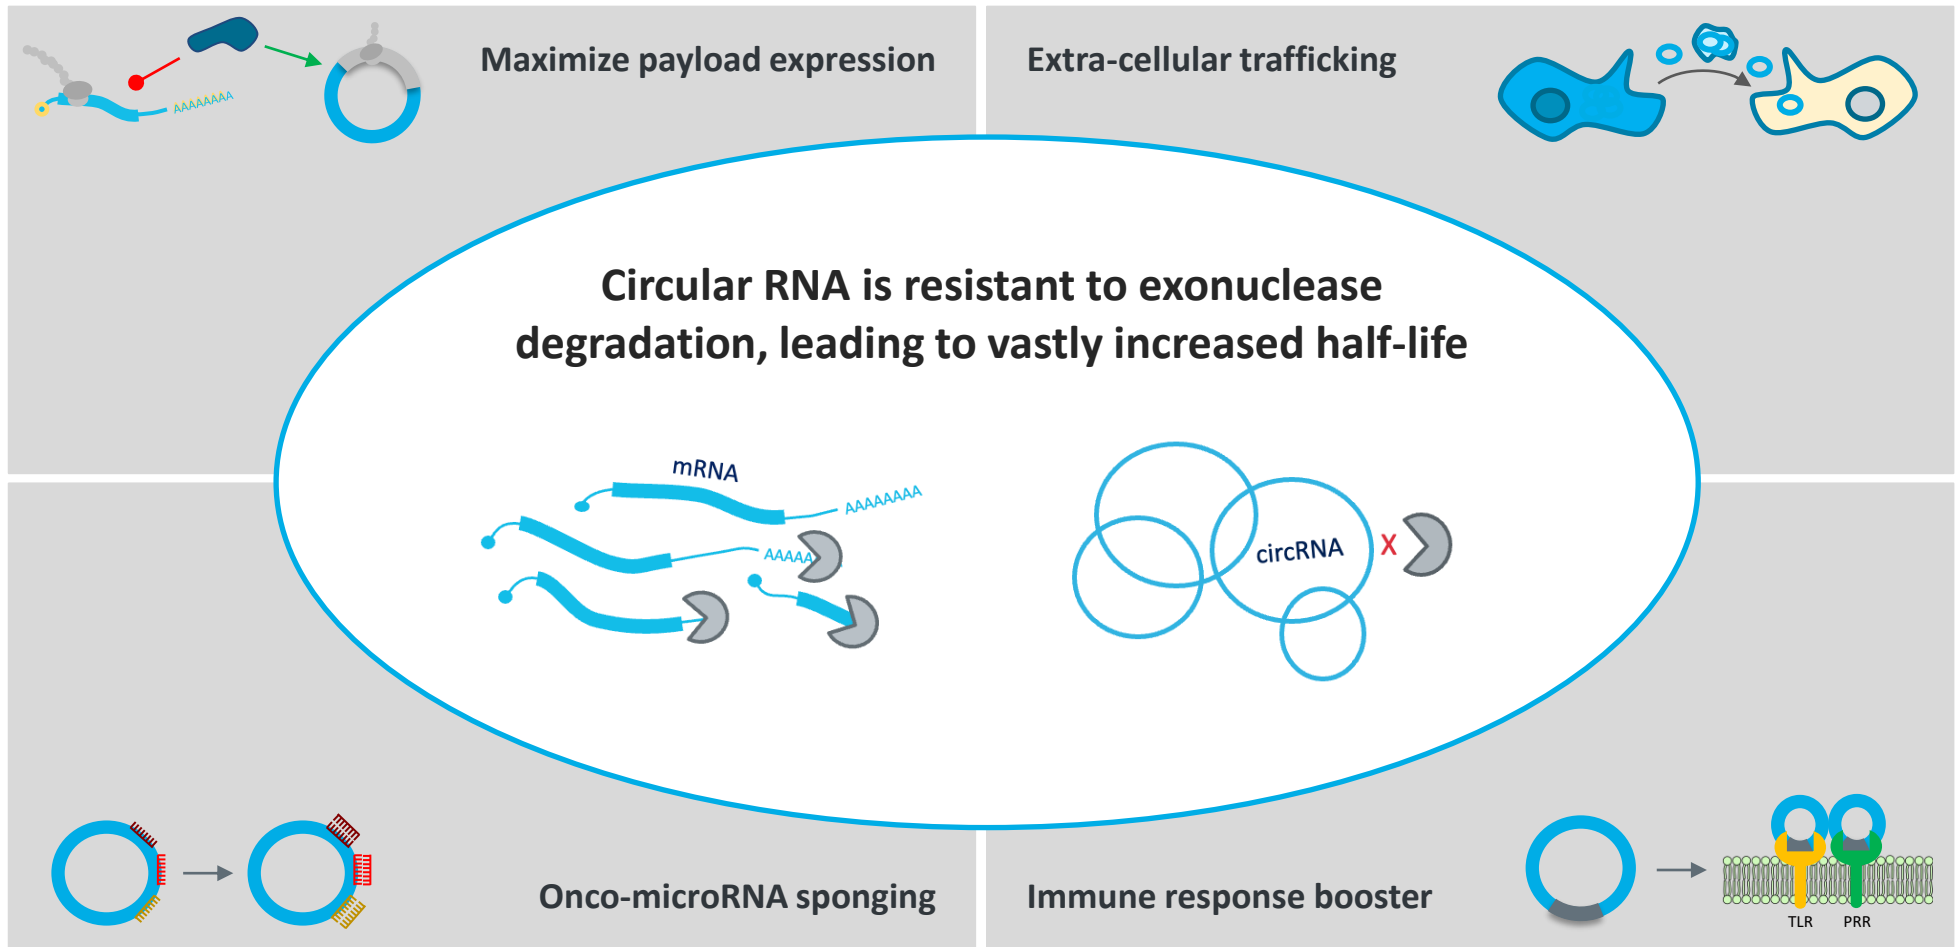 Maximize payload expression
Extra-cellular trafficking
AAAAAAAA
Circular RNA is resistant to exonuclease
degradation, leading to vastly increased half-life
mRNA
AAAAAAAA
AAAAA
circRNA
X
Onco-microRNA sponging
Immune response booster
TLR
PRR